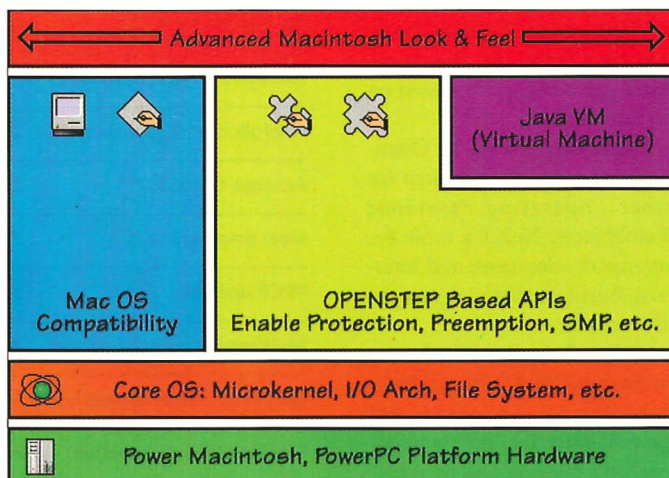 Advanced Macintosh Look & Feel
Java VM
(Virtual Machine)
Mac OS
Compatibility
OPENSTEP Based APIs
Enable Protection, Preemption, SMP, etc.
Core OS: Microkernel, I/O Arch, File System, etc.
Power Macintosh, PowerPC Platform Hardware